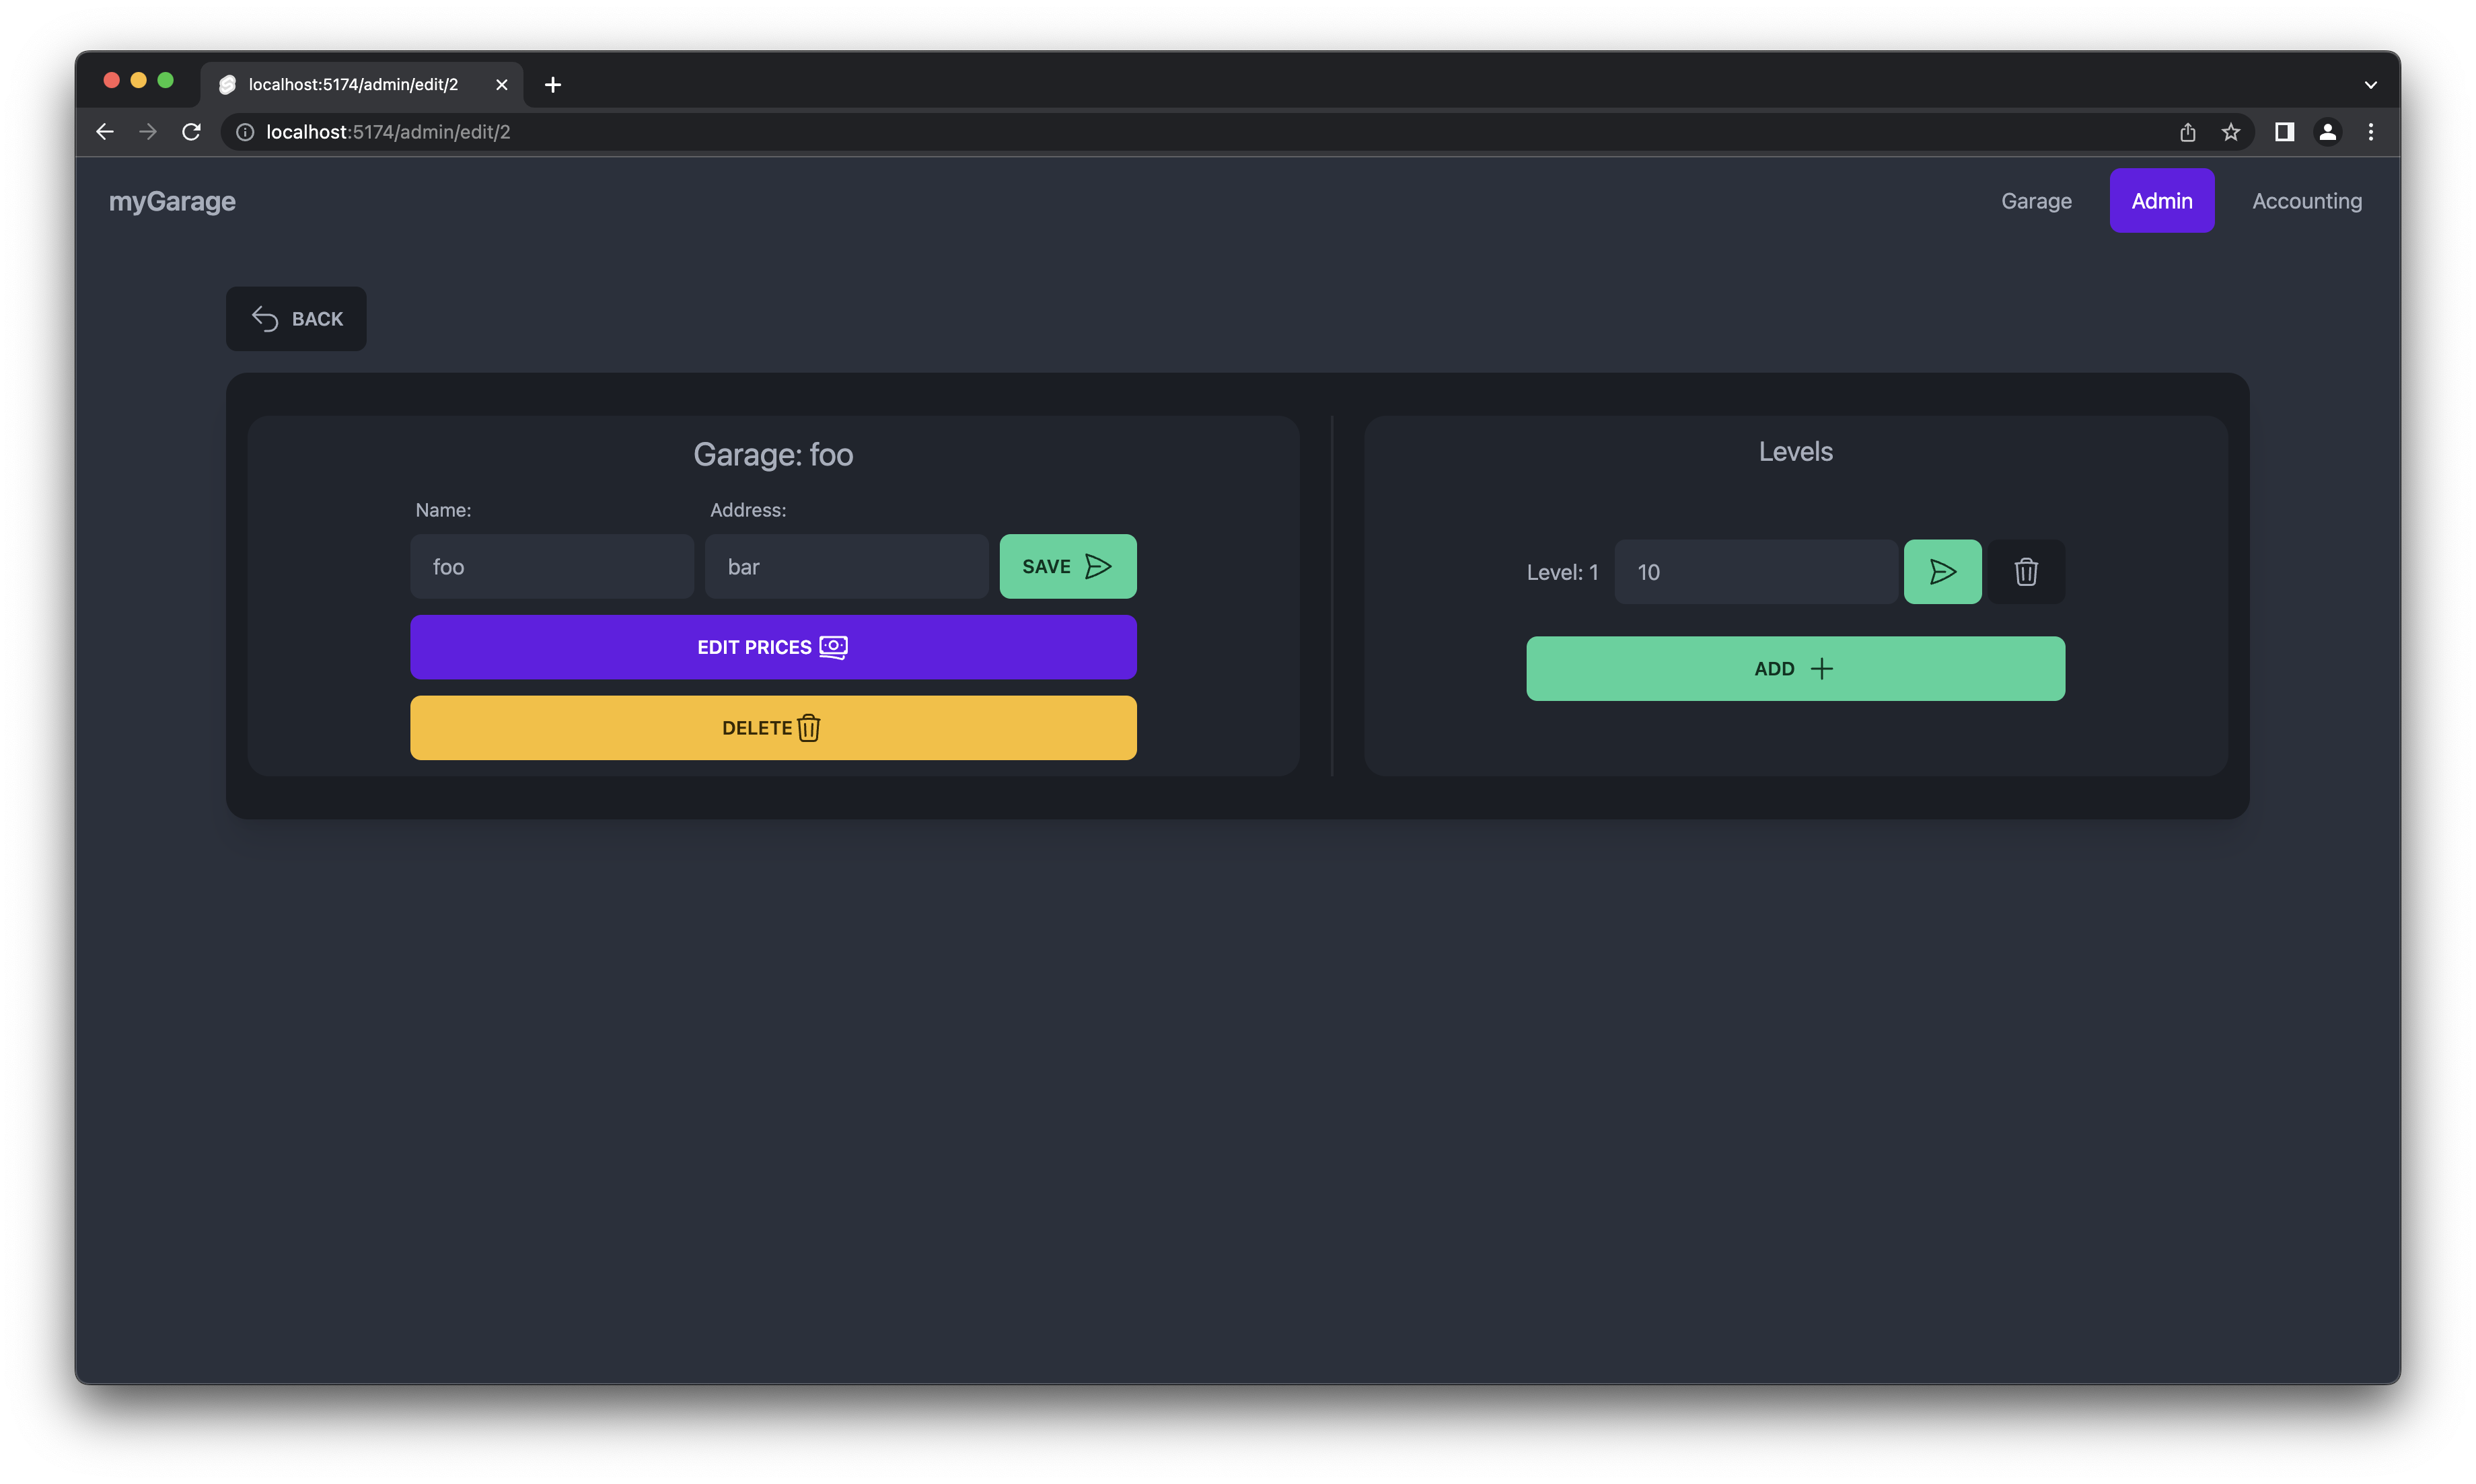 localhost:5174/admin/edit/2
localhost:5174/admin/edit/2
myGarage
Garage
Admin
Accounting
BACK
Garage: foo
Name:
Address:
foo
bar
SAVE
EDIT PRICES
DELETE
Levels
Level: 1
10
ADD